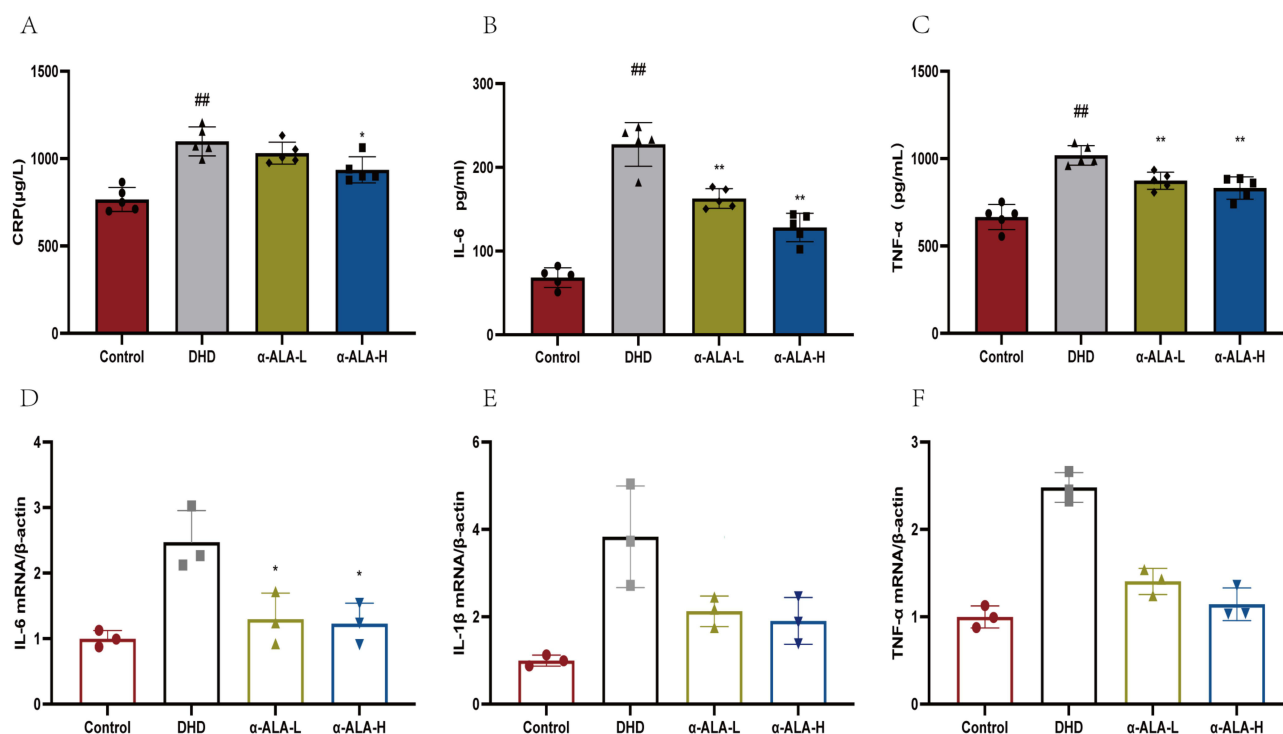 A
CRP(μg/L)
1500
1000
500
0
##
*
Control DHD α-ALA-L α-ALA-H
B
IL-6 pg/ml)
300
200
100
0
##
**
**
Control DHD α-ALA-L α-ALA-H
C
TNF-α (pg/mL)
1500
1000
500
0
##
**
**
Control DHD α-ALA-L α-ALA-H
D
IL-6 mRNA/β-actin
4
3
2
1
0
*
*
Control DHD α-ALA-L α-ALA-H
E
IL-1β mRNA/β-actin
6
4
2
0
Control DHD α-ALA-L α-ALA-H
F
TNF-α mRNA/β-actin
3
2
1
0
Control DHD α-ALA-L α-ALA-H